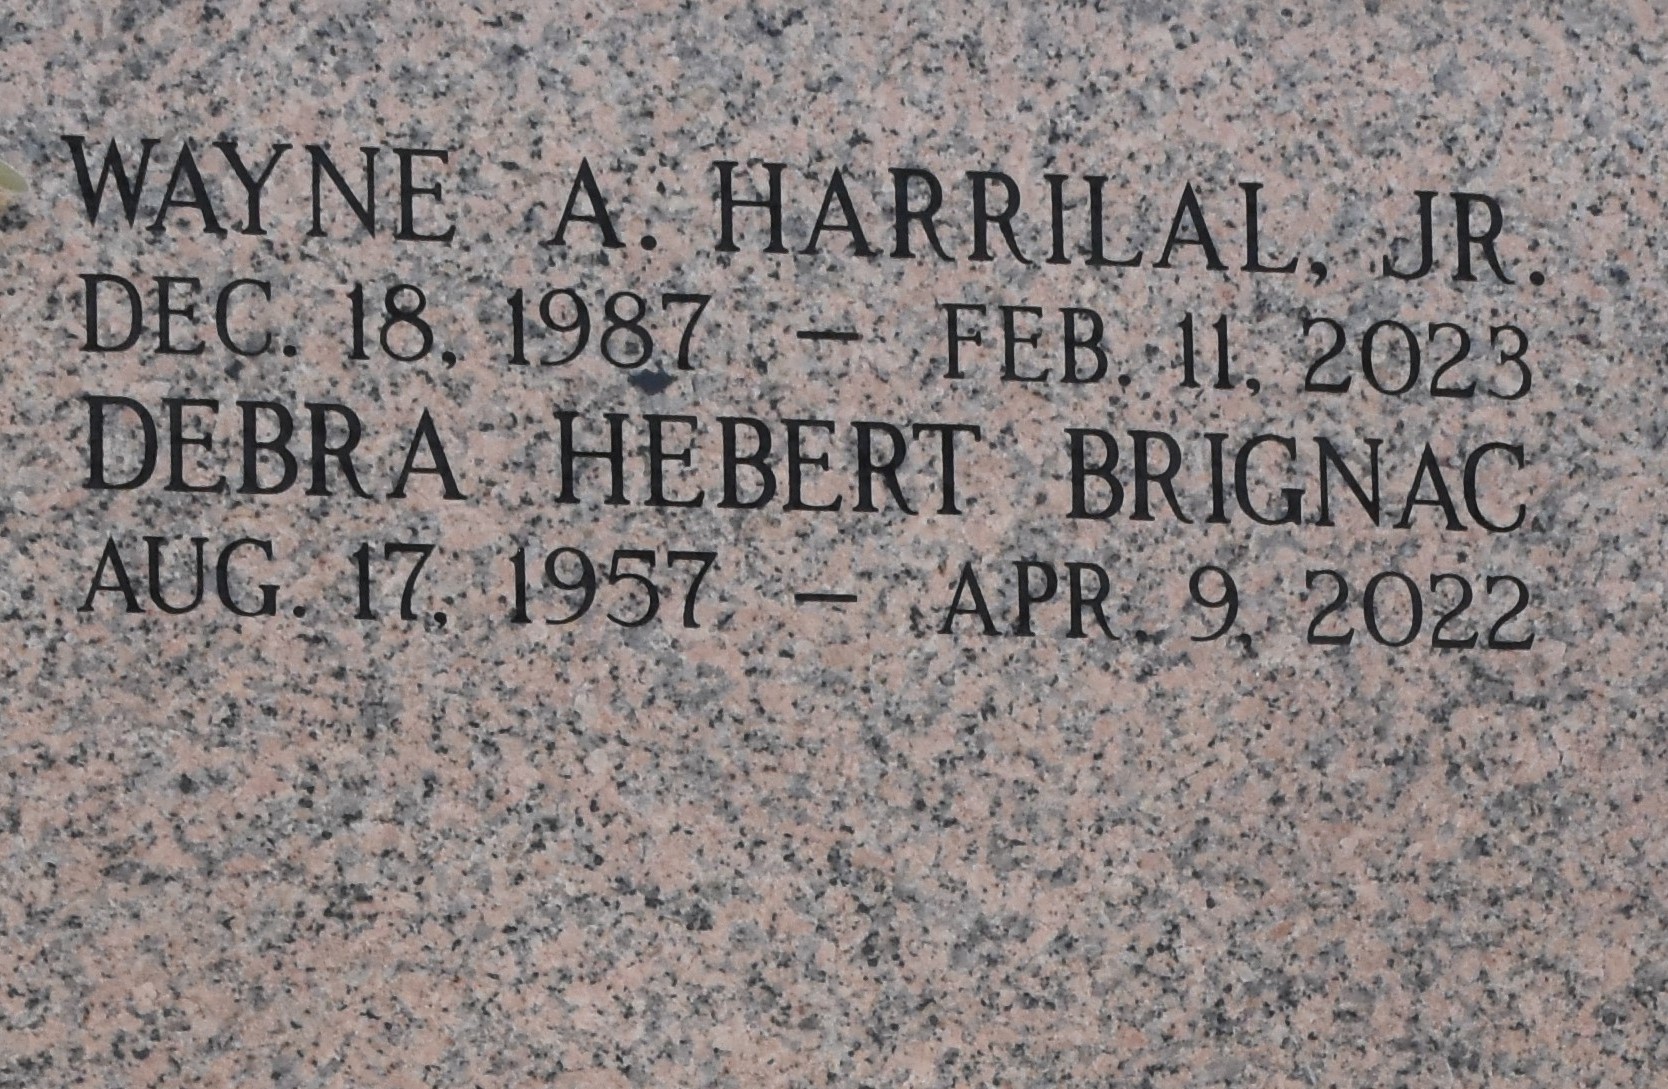 WAYNE A. HARRILAL, JR.
DEC. 18, 1987 – FEB. 11, 2023
DEBRA HEBERT BRIGNAC
AUG. 17, 1957 – APR. 9, 2022